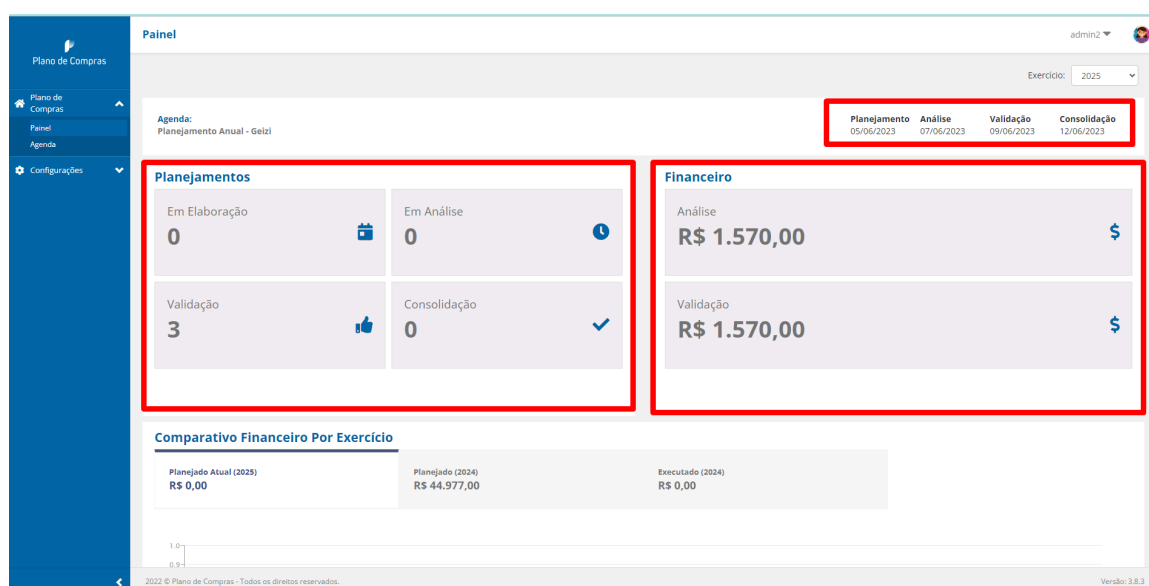 Painel
admin2
Plano de Compras
Exercício: 2025
Plano de
Compras
Painel
Agenda
Configurações
Agenda:
Planejamento Anual - Geizi
Planejamento Análise Validação Consolidação
05/06/2023 07/06/2023 09/06/2023 12/06/2023
Planejamentos
Em Elaboração
0
Em Análise
0
Validação
3
Consolidação
0
Financeiro
Análise
R$ 1.570,00
$
Validação
R$ 1.570,00
$
Comparativo Financeiro Por Exercício
Planejado Atual (2025)
R$ 0,00
Planejado (2024)
R$ 44.977,00
Executado (2024)
R$ 0,00
1.0
0.9
2022 © Plano de Compras - Todos os direitos reservados.
Versão: 3.8.3